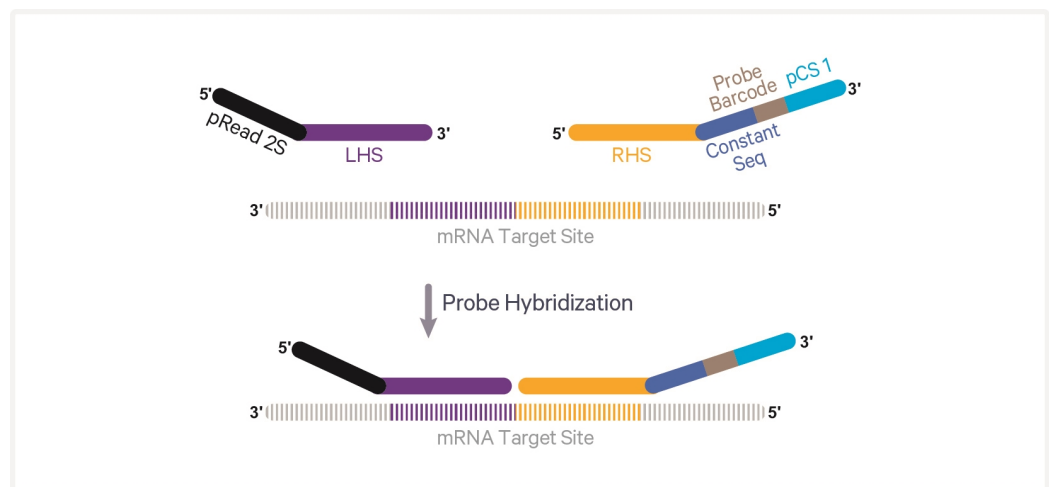 5'
pRead 2S
LHS
3'
5'
RHS
Constant
Seq
Probe
Barcode
pCS 1
3'
3'
5'
mRNA Target Site
Probe Hybridization
5'
3'
3'
5'
mRNA Target Site